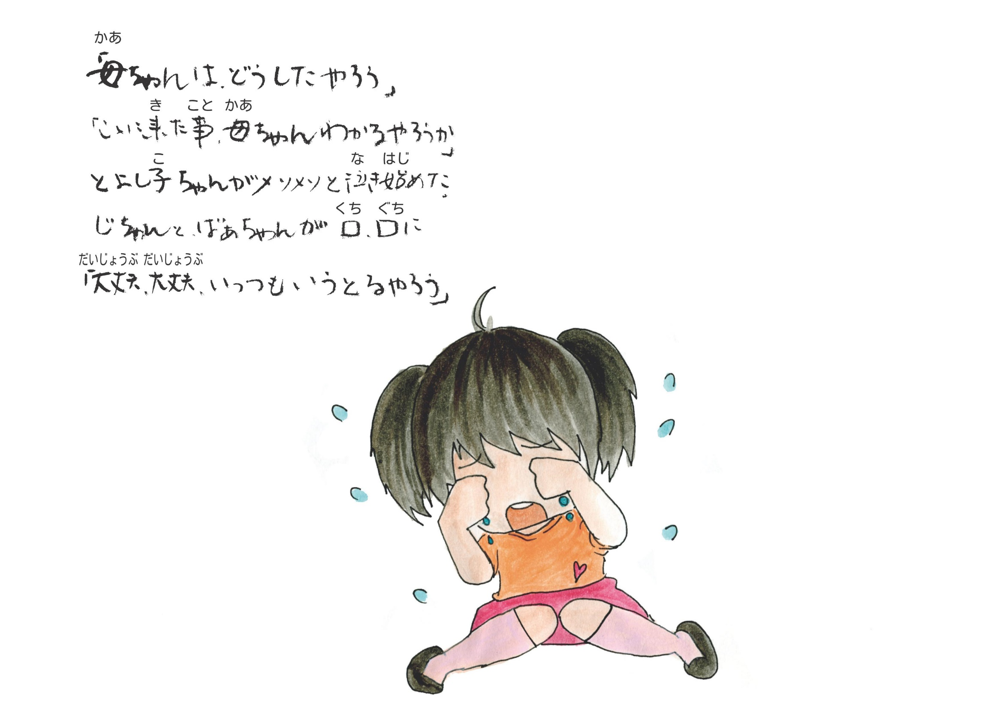 かあ
「母ちゃんは、どうしたやろう」
き こと かあ
「ここに来た事、母ちゃんわかるやろうか」
こ な はじ
とよし子ちゃんがメソメソと泣き始めた。
くち ぐち
じちゃんと、ばあちゃんが口、口に
だいじょうぶ だいじょうぶ
「大丈夫、大丈夫、いっつもいうとるやろう」